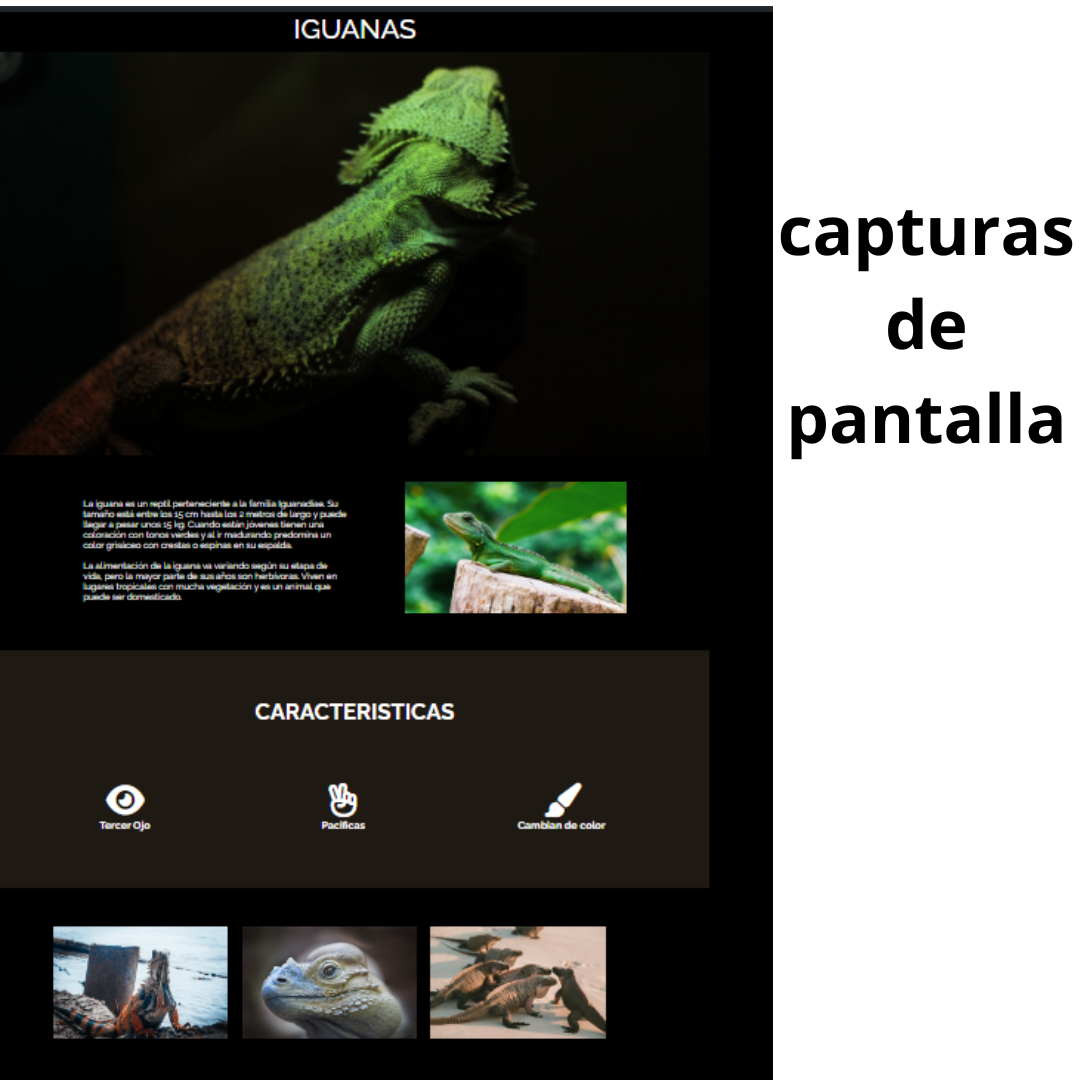 IGUANAS
capturas
de
pantalla
La iguana es un reptil perteneciente a la familia Iguanadiae. Su
tamaño está entre los 15 cm hasta los 2 metros de largo y puede
llegar a pesar unos 15 kg. Cuando están jóvenes tienen una
coloración con tonos verdes y al ir madurando predomina un
color grisáceo con crestas o espinas en su espalda.
La alimentación de la iguana va variando según su etapa de
vida, pero la mayor parte de sus años son herbívoras. Viven en
lugares tropicales con mucha vegetación y es un animal que
puede ser domesticado.
CARACTERISTICAS
Tercer Ojo
Pacíficas
Cambian de color